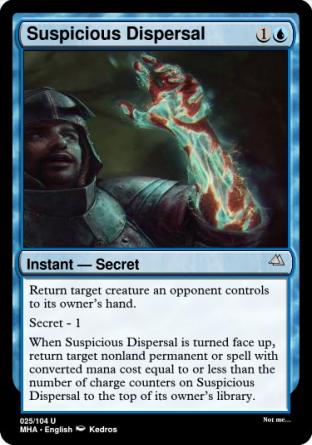 Suspicious Dispersal 1
Instant — Secret
Return target creature an opponent controls
to its owner's hand.
Secret - 1
When Suspicious Dispersal is turned face up,
return target nonland permanent or spell with
converted mana cost equal to or less than the
number of charge counters on Suspicious
Dispersal to the top of its owner's library.
025/104 U
Not me...
MHA • English Kedros